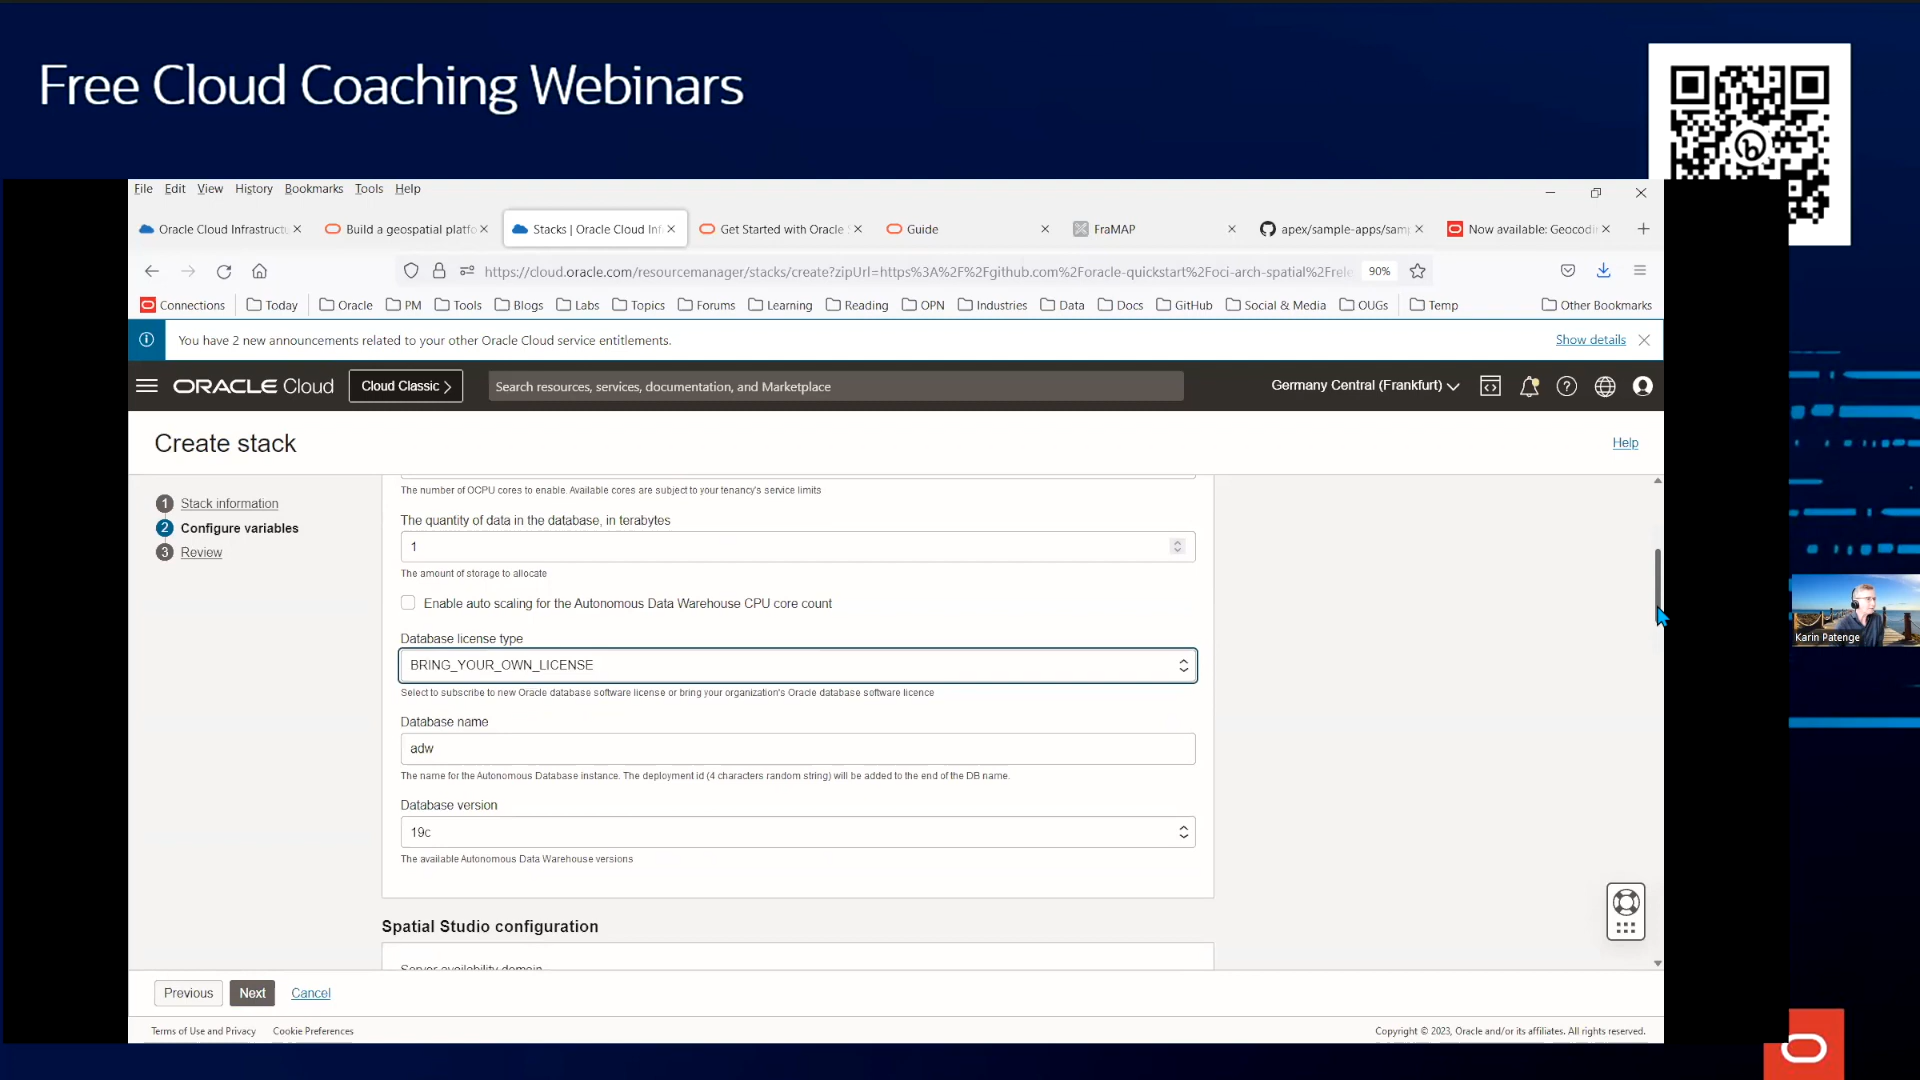 Free Cloud Coaching Webinars
File Edit View History Bookmarks Tools Help
Oracle Cloud Infrastructu
Build a geospatial platfo
Stacks | Oracle Cloud Inf
Get Started with Oracle
Guide
FraMAP
apex/sample-apps/sam
Now available: Geocodi
https://cloud.oracle.com/resourcemanager/stacks/create?zipUrl=https%3A%2F%2Fgithub.com%2Foracle-quickstart%2Foci-arch-spatial%2Frele
90%
Connections Today Oracle PM Tools Blogs Labs Topics Forums Learning Reading OPN Industries Data Docs GitHub Social & Media OUGs Temp Other Bookmarks
You have 2 new announcements related to your other Oracle Cloud service entitlements.
Show details
ORACLE Cloud
Cloud Classic
Search resources, services, documentation, and Marketplace
Germany Central (Frankfurt)
Create stack
Help
1 Stack information
2 Configure variables
3 Review
The number of OCPU cores to enable. Available cores are subject to your tenancy's service limits
The quantity of data in the database, in terabytes
1
The amount of storage to allocate
Enable auto scaling for the Autonomous Data Warehouse CPU core count
Database license type
BRING_YOUR_OWN_LICENSE
Select to subscribe to new Oracle database software license or bring your organization's Oracle database software licence
Database name
adw
The name for the Autonomous Database instance. The deployment id (4 characters random string) will be added to the end of the DB name.
Database version
19c
The available Autonomous Data Warehouse versions
Spatial Studio configuration
Server availability domain
Previous
Next
Cancel
Terms of Use and Privacy
Cookie Preferences
Copyright © 2023, Oracle and/or its affiliates. All rights reserved.
Karin Patenge